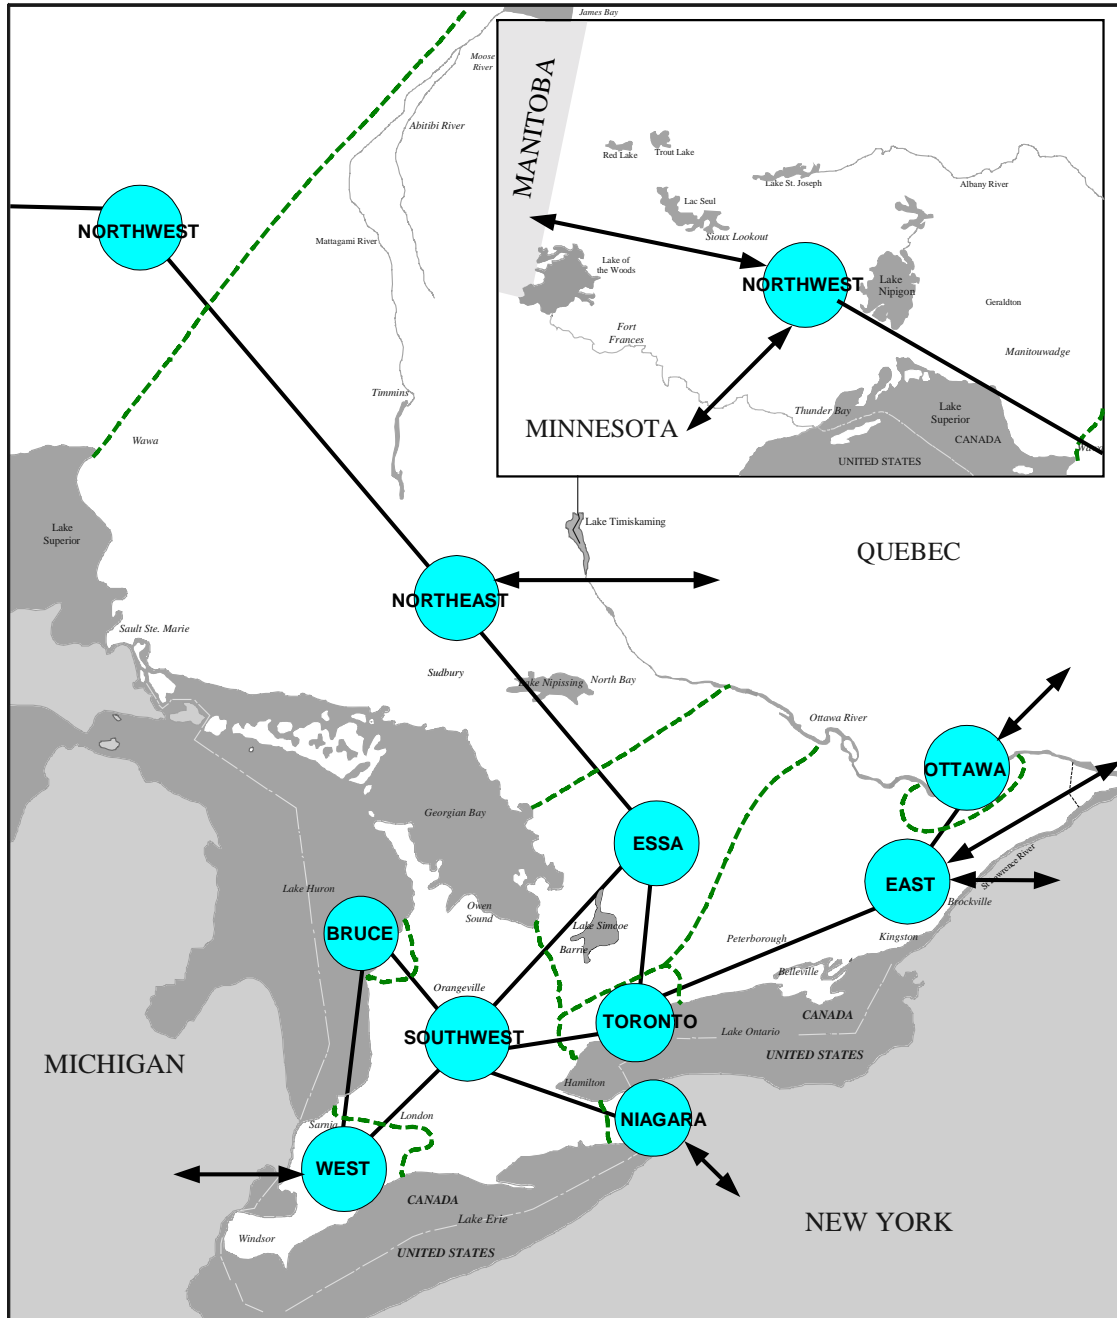 James Bay
Moose
River
Abitibi River
MANITOBA
Red Lake
Trout Lake
Lake St. Joseph
Albany River
Lac Seul
Sioux Lookout
NORTHWEST
Mattagami River
Lake of
the Woods
NORTHWEST
Lake
Nipigon
Geraldton
Fort
Frances
Manitouwadge
Timmins
Thunder Bay
Lake
Superior
MINNESOTA
CANADA
UNITED STATES
Wawa
Lake
Superior
Lake Timiskaming
QUEBEC
NORTHEAST
Sault Ste. Marie
Sudbury
Lake Nipissing
North Bay
Ottawa River
OTTAWA
Georgian Bay
ESSA
St Lawrence River
EAST
Lake Huron
Owen
Sound
Brockville
Lake Simcoe
BRUCE
Barrie
Peterborough
Kingston
Belleville
Orangeville
CANADA
TORONTO
SOUTHWEST
Lake Ontario
UNITED STATES
MICHIGAN
Hamilton
London
Sarnia
NIAGARA
WEST
CANADA
Lake Erie
NEW YORK
Windsor
UNITED STATES